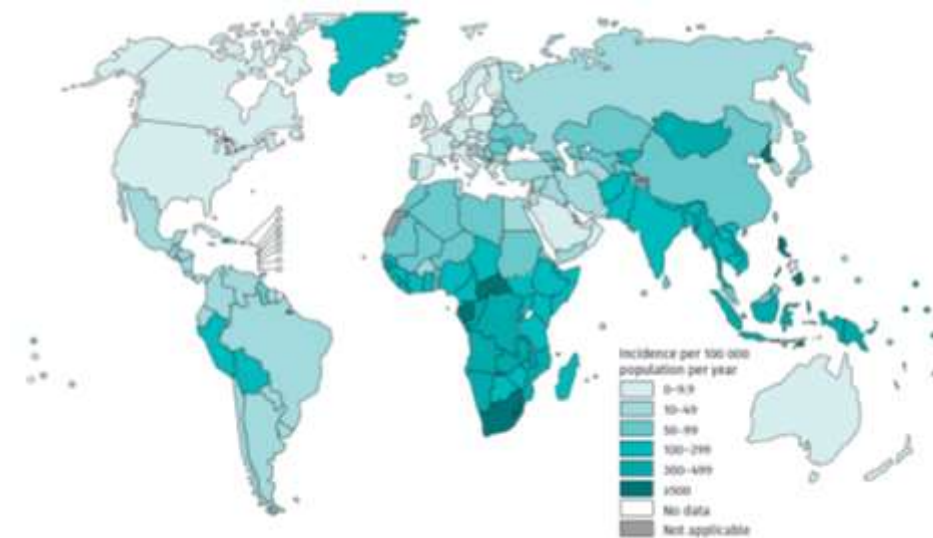 Incidence per 100 000
population per year
0–9.9
10–49
50–99
100–299
300–499
≥500
No data
Not applicable